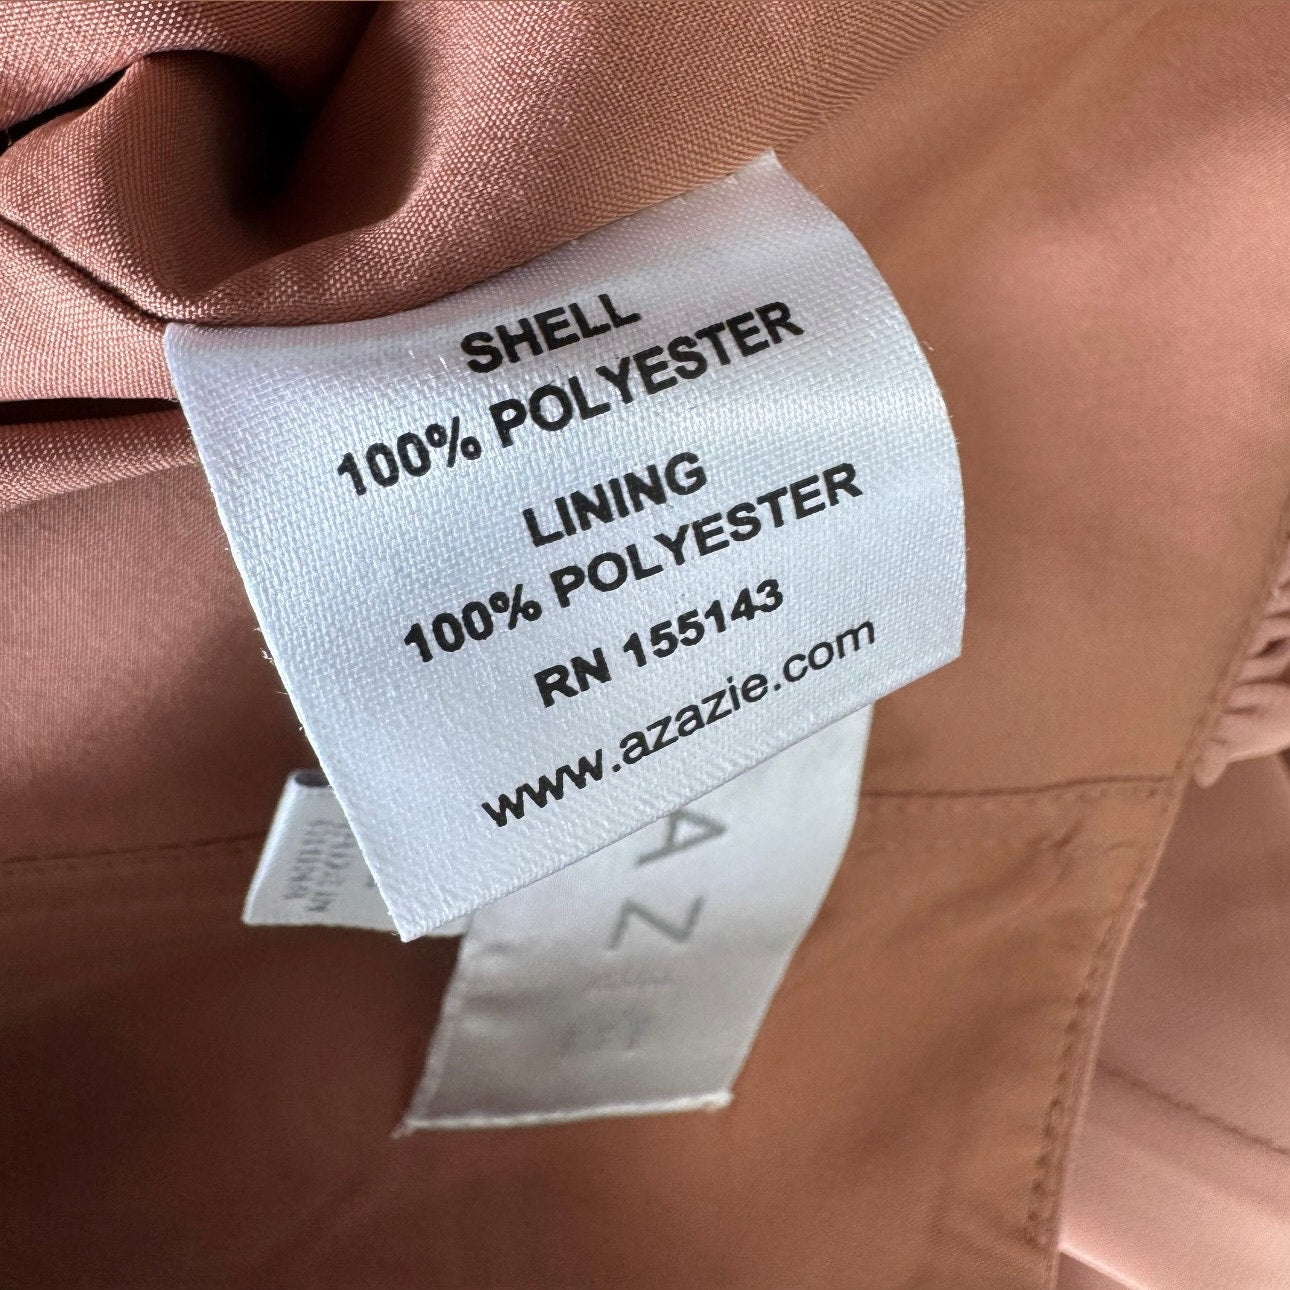 SHELL
100% POLYESTER
LINING
100% POLYESTER
RN 155143
www.azazie.com
A
Z